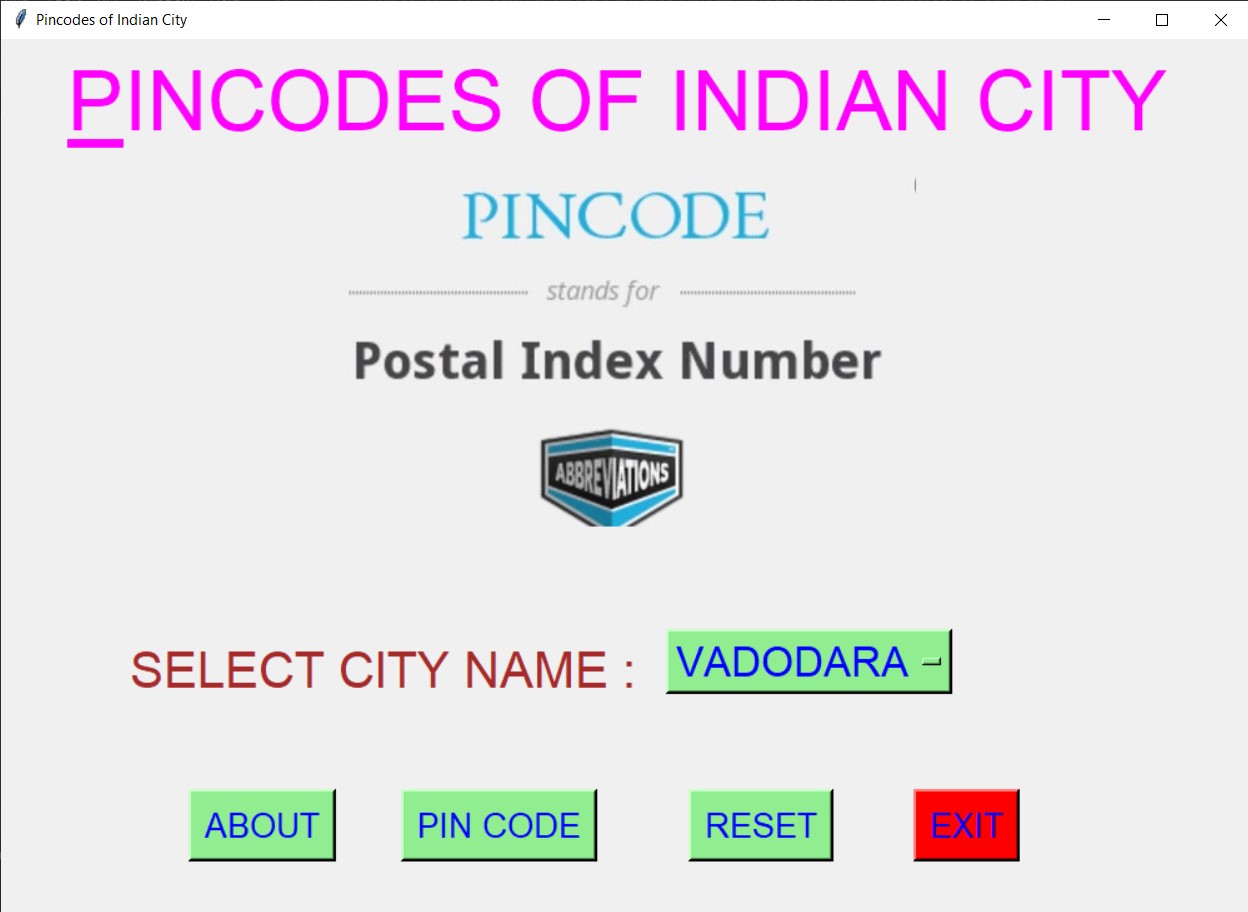 Pincodes of Indian City
PINCODES OF INDIAN CITY
PINCODE
stands for
Postal Index Number
ABBREVIATIONS
SELECT CITY NAME : VADODARA
ABOUT PIN CODE RESET EXIT